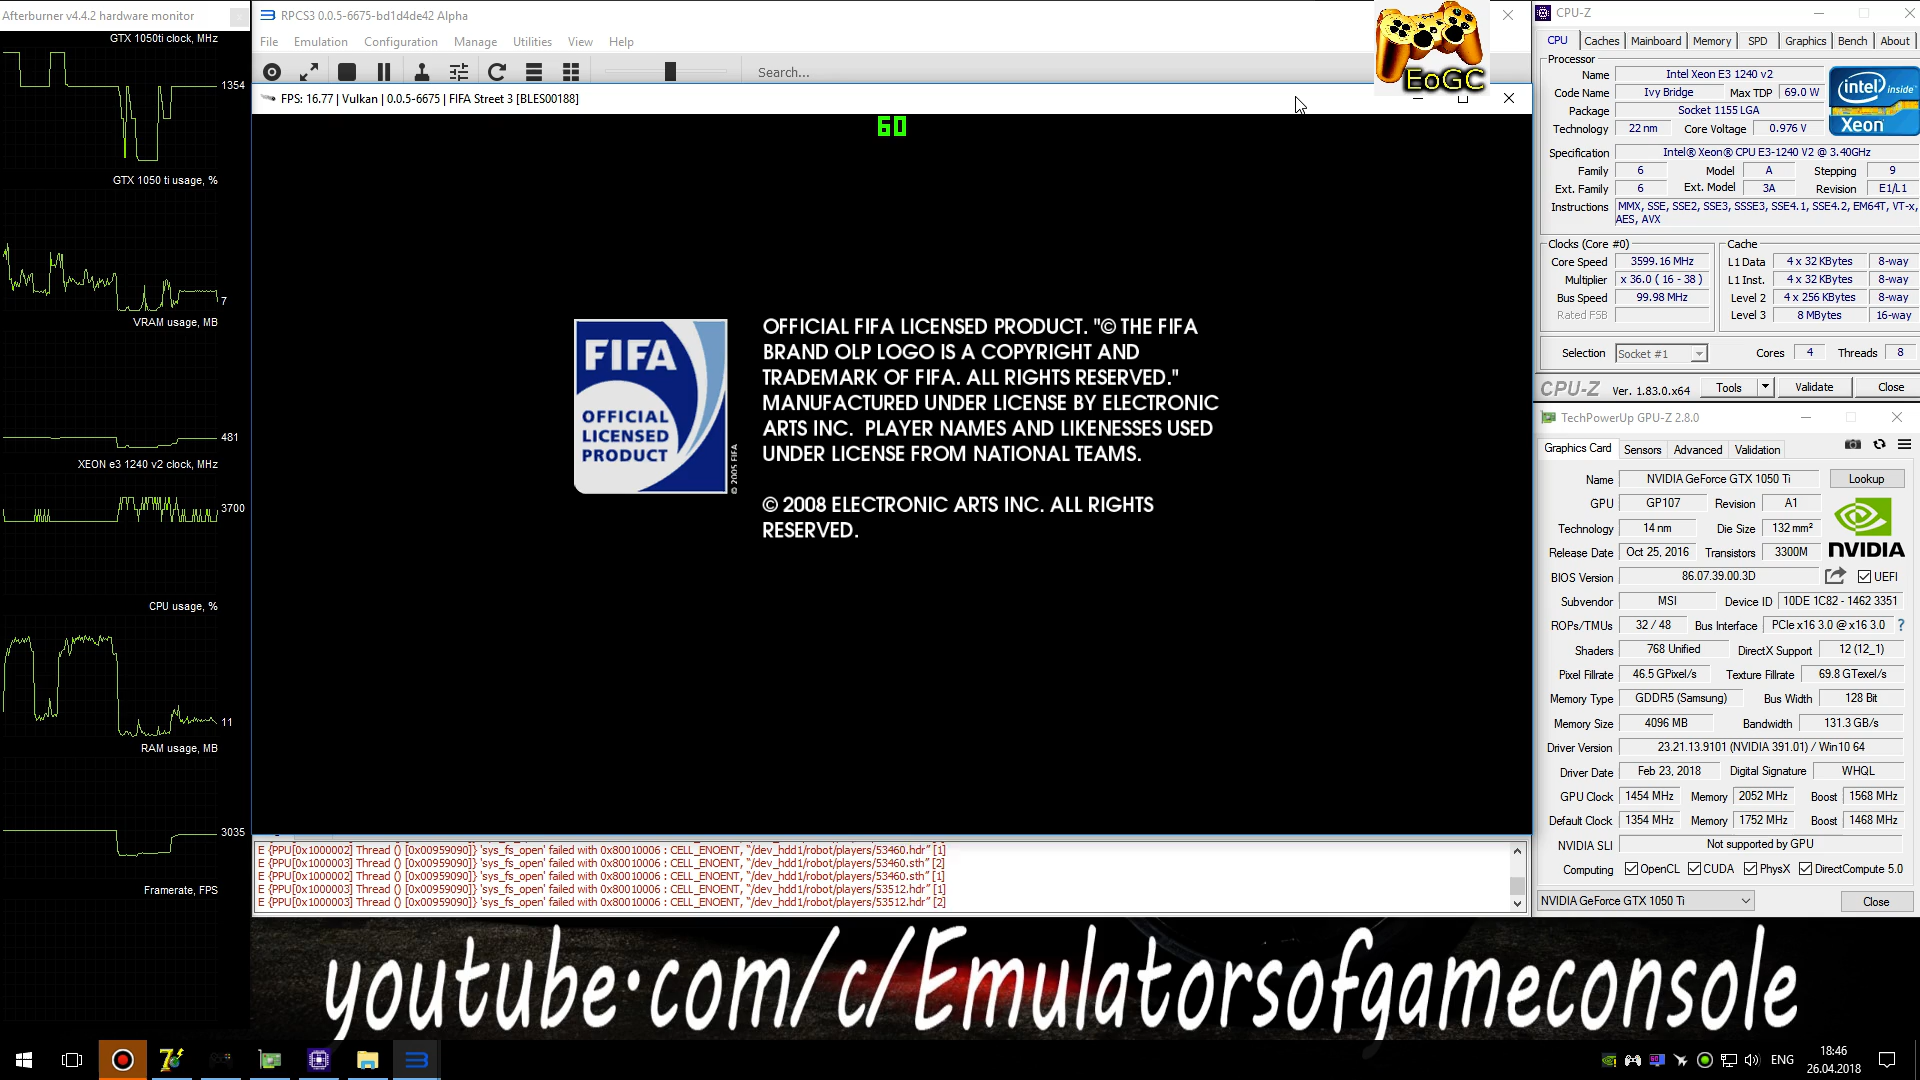 Afterburner v4.4.2 hardware monitor
GTX 1050ti clock, MHz
1354
GTX 1050 ti usage, %
7
VRAM usage, MB
481
XEON e3 1240 v2 clock, MHz
3700
CPU usage, %
11
RAM usage, MB
3035
Framerate, FPS
RPCS3 0.0.5-6675-bd1d4de42 Alpha
File Emulation Configuration Manage Utilities View Help
Search...
EoGC
FPS: 16.77 | Vulkan | 0.0.5-6675 | FIFA Street 3 [BLES00188]
60
FIFA
OFFICIAL
LICENSED
PRODUCT
© 2005 FIFA
OFFICIAL FIFA LICENSED PRODUCT. "© THE FIFA
BRAND OLP LOGO IS A COPYRIGHT AND
TRADEMARK OF FIFA. ALL RIGHTS RESERVED."
MANUFACTURED UNDER LICENSE BY ELECTRONIC
ARTS INC. PLAYER NAMES AND LIKENESSES USED
UNDER LICENSE FROM NATIONAL TEAMS.
© 2008 ELECTRONIC ARTS INC. ALL RIGHTS
RESERVED.
E {PPU[0x1000002] Thread () [0x00959090]} 'sys_fs_open' failed with 0x80010006 : CELL_ENOENT, "/dev_hdd1/robot/players/53460.hdr" [1]
E {PPU[0x1000003] Thread () [0x00959090]} 'sys_fs_open' failed with 0x80010006 : CELL_ENOENT, "/dev_hdd1/robot/players/53460.sth" [2]
E {PPU[0x1000002] Thread () [0x00959090]} 'sys_fs_open' failed with 0x80010006 : CELL_ENOENT, "/dev_hdd1/robot/players/53460.sth" [1]
E {PPU[0x1000003] Thread () [0x00959090]} 'sys_fs_open' failed with 0x80010006 : CELL_ENOENT, "/dev_hdd1/robot/players/53512.hdr" [1]
E {PPU[0x1000003] Thread () [0x00959090]} 'sys_fs_open' failed with 0x80010006 : CELL_ENOENT, "/dev_hdd1/robot/players/53512.hdr" [2]
CPU-Z
CPU Caches Mainboard Memory SPD Graphics Bench About
Processor
Name Intel Xeon E3 1240 v2
Code Name Ivy Bridge Max TDP 69.0 W
Package Socket 1155 LGA
Technology 22 nm Core Voltage 0.976 V
intel inside™
Xeon
Specification Intel® Xeon® CPU E3-1240 V2 @ 3.40GHz
Family 6 Model A Stepping 9
Ext. Family 6 Ext. Model 3A Revision E1/L1
Instructions MMX, SSE, SSE2, SSE3, SSSE3, SSE4.1, SSE4.2, EM64T, VT-x,
AES, AVX
Clocks (Core #0) Cache
Core Speed 3599.16 MHz L1 Data 4 x 32 KBytes 8-way
Multiplier x 36.0 ( 16 - 38 ) L1 Inst. 4 x 32 KBytes 8-way
Bus Speed 99.98 MHz Level 2 4 x 256 KBytes 8-way
Rated FSB Level 3 8 MBytes 16-way
Selection Socket #1 Cores 4 Threads 8
CPU-Z Ver. 1.83.0.x64 Tools Validate Close
TechPowerUp GPU-Z 2.8.0
Graphics Card Sensors Advanced Validation
Name NVIDIA GeForce GTX 1050 Ti Lookup
GPU GP107 Revision A1
Technology 14 nm Die Size 132 mm²
Release Date Oct 25, 2016 Transistors 3300M
NVIDIA
BIOS Version 86.07.39.00.3D UEFI
Subvendor MSI Device ID 10DE 1C82 - 1462 3351
ROPs/TMUs 32 / 48 Bus Interface PCIe x16 3.0 @ x16 3.0 ?
Shaders 768 Unified DirectX Support 12 (12_1)
Pixel Fillrate 46.5 GPixel/s Texture Fillrate 69.8 GTexel/s
Memory Type GDDR5 (Samsung) Bus Width 128 Bit
Memory Size 4096 MB Bandwidth 131.3 GB/s
Driver Version 23.21.13.9101 (NVIDIA 391.01) / Win10 64
Driver Date Feb 23, 2018 Digital Signature WHQL
GPU Clock 1454 MHz Memory 2052 MHz Boost 1568 MHz
Default Clock 1354 MHz Memory 1752 MHz Boost 1468 MHz
NVIDIA SLI Not supported by GPU
Computing OpenCL CUDA PhysX DirectCompute 5.0
NVIDIA GeForce GTX 1050 Ti Close
youtube.com/c/Emulatorsofgameconsole
ENG
18:46
26.04.2018